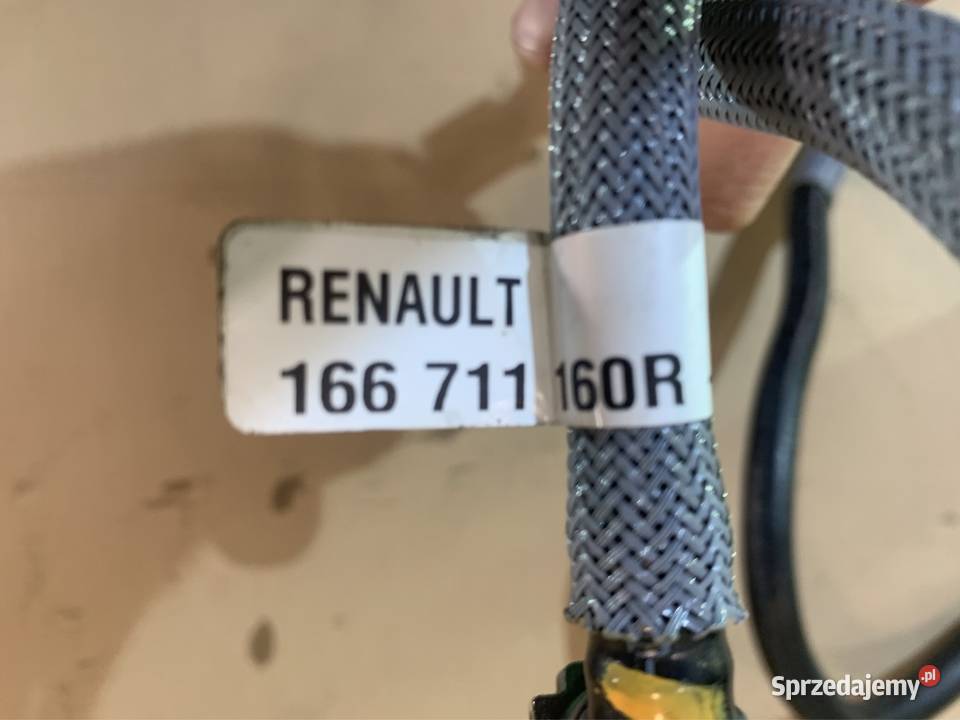 RENAULT
166 711 160R
Sprzedajemy.pl